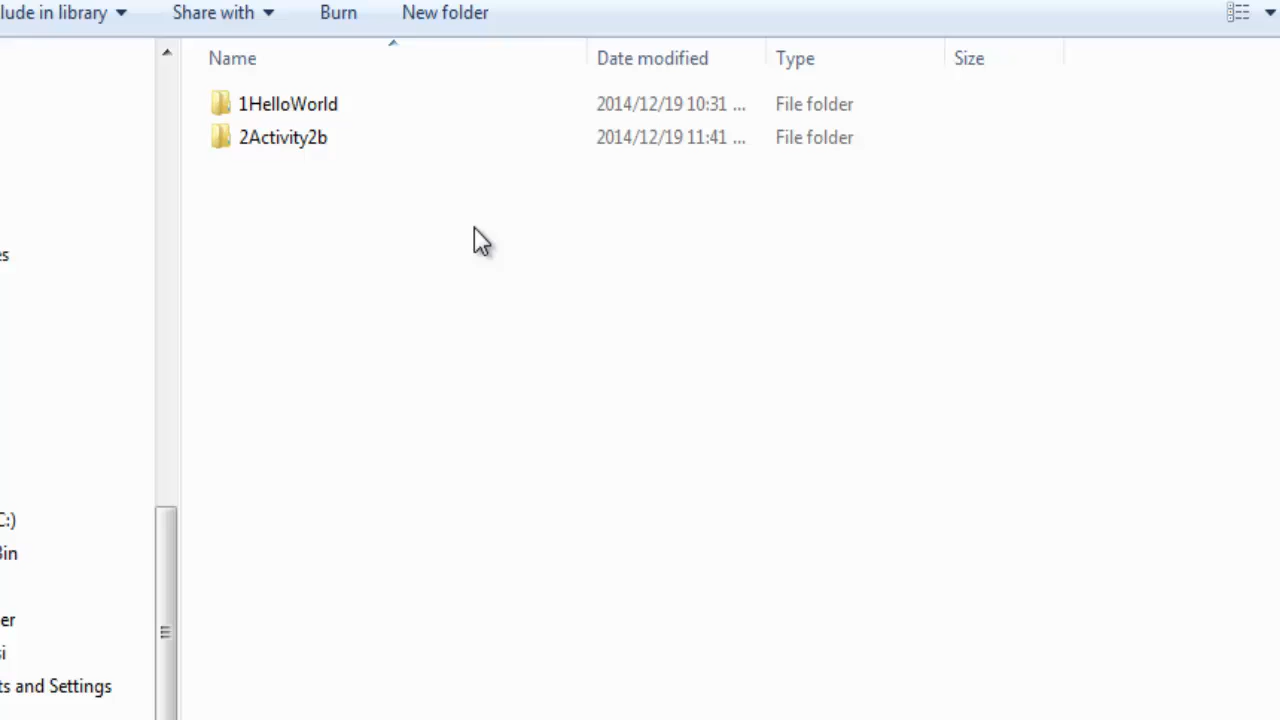 lude in library Share with Burn New folder
Name Date modified Type Size
1HelloWorld 2014/12/19 10:31 ... File folder
2Activity2b 2014/12/19 11:41 ... File folder
es
C:)
Bin
er
si
ts and Settings